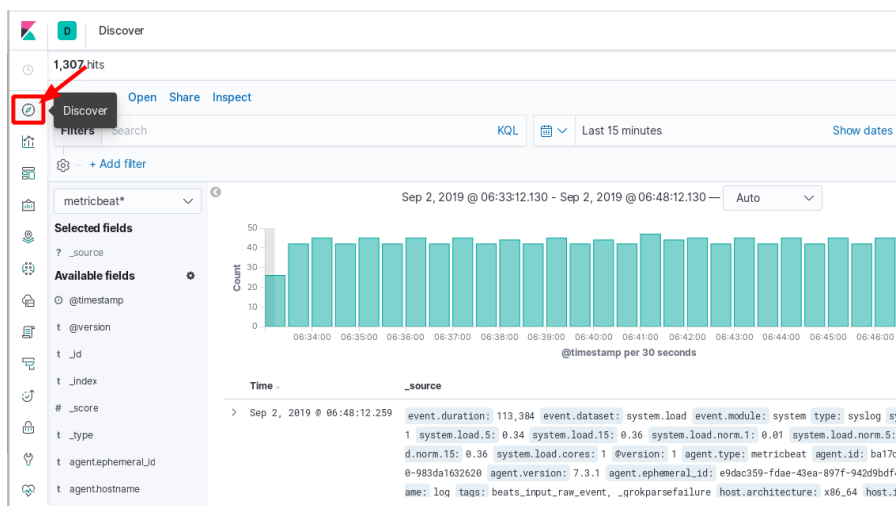 D Discover
1,307 hits
Open Share Inspect
Discover
Filters Search KQL Last 15 minutes Show dates
+ Add filter
metricbeat*
Sep 2, 2019 @ 06:33:12.130 - Sep 2, 2019 @ 06:48:12.130 — Auto
Selected fields
? _source
Available fields
@timestamp
t @version
t _id
t _index
# _score
t _type
t agent.ephemeral_id
t agent.hostname
Count
50
40
30
20
10
0
06:34:00 06:35:00 06:36:00 06:37:00 06:38:00 06:39:00 06:40:00 06:41:00 06:42:00 06:43:00 06:44:00 06:45:00 06:46:00
@timestamp per 30 seconds
Time _source
Sep 2, 2019 @ 06:48:12.259 event.duration: 113,384 event.dataset: system.load event.module: system type: syslog
1 system.load.5: 0.34 system.load.15: 0.36 system.load.norm.1: 0.01 system.load.norm.5:
d.norm.15: 0.36 system.load.cores: 1 @version: 1 agent.type: metricbeat agent.id: ba17
0-983da1632620 agent.version: 7.3.1 agent.ephemeral_id: e9dac359-fdae-43ea-897f-942d9bdf
ame: log tags: beats_input_raw_event, _grokparsefailure host.architecture: x86_64 host.